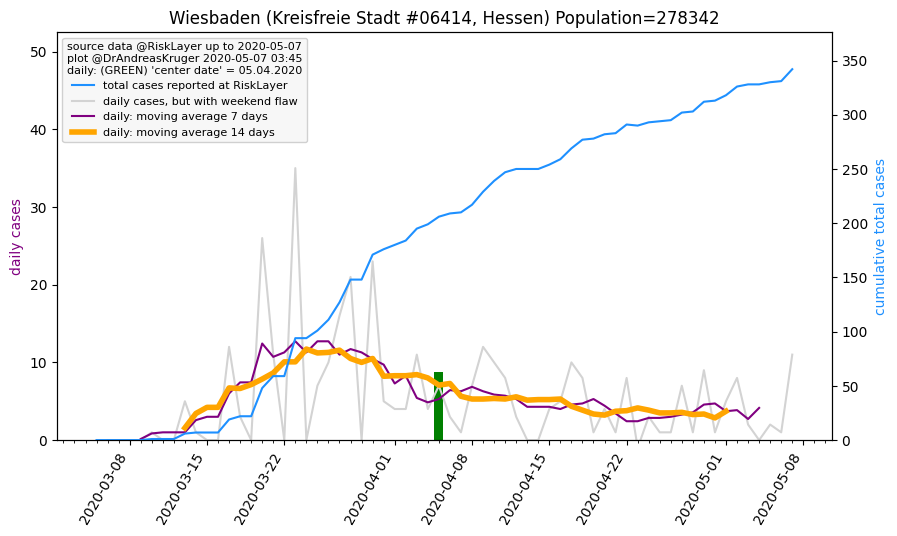 Wiesbaden (Kreisfreie Stadt #06414, Hessen) Population=278342
source data @RiskLayer up to 2020-05-07
plot @DrAndreasKruger 2020-05-07 03:45
daily: (GREEN) 'center date' = 05.04.2020
total cases reported at RiskLayer
daily cases, but with weekend flaw
daily: moving average 7 days
daily: moving average 14 days
daily cases
50
40
30
20
10
0
cumulative total cases
350
300
250
200
150
100
50
0
2020-03-08
2020-03-15
2020-03-22
2020-04-01
2020-04-08
2020-04-15
2020-04-22
2020-05-01
2020-05-08